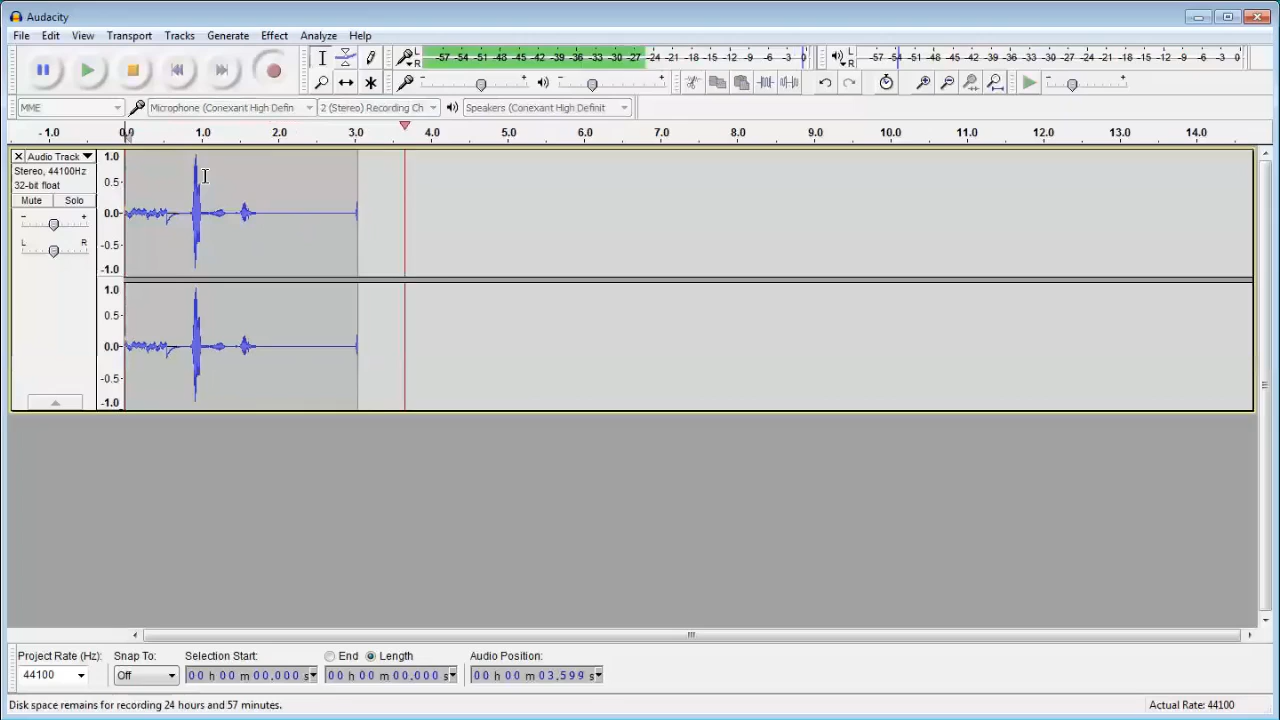 Audacity
File Edit View Transport Tracks Generate Effect Analyze Help
L R -57 -54 -51 -48 -45 -42 -39 -36 -33 -30 -27 -24 -21 -18 -15 -12 -9 -6 -3 0
L R -57 -54 -51 -48 -45 -42 -39 -36 -33 -30 -27 -24 -21 -18 -15 -12 -9 -6 -3 0
- + - + - +
MME Microphone (Conexant High Defin 2 (Stereo) Recording Ch Speakers (Conexant High Definit
- 1.0 0.0 1.0 2.0 3.0 4.0 5.0 6.0 7.0 8.0 9.0 10.0 11.0 12.0 13.0 14.0
Audio Track 1.0
Stereo, 44100Hz
32-bit float 0.5
Mute Solo
- + 0.0
L R -0.5
-1.0
1.0
0.5
0.0
-0.5
-1.0
Project Rate (Hz): Snap To: Selection Start: End Length Audio Position:
44100 Off 00 h 00 m 00.000 s 00 h 00 m 00.000 s 00 h 00 m 03.599 s
Disk space remains for recording 24 hours and 57 minutes. Actual Rate: 44100